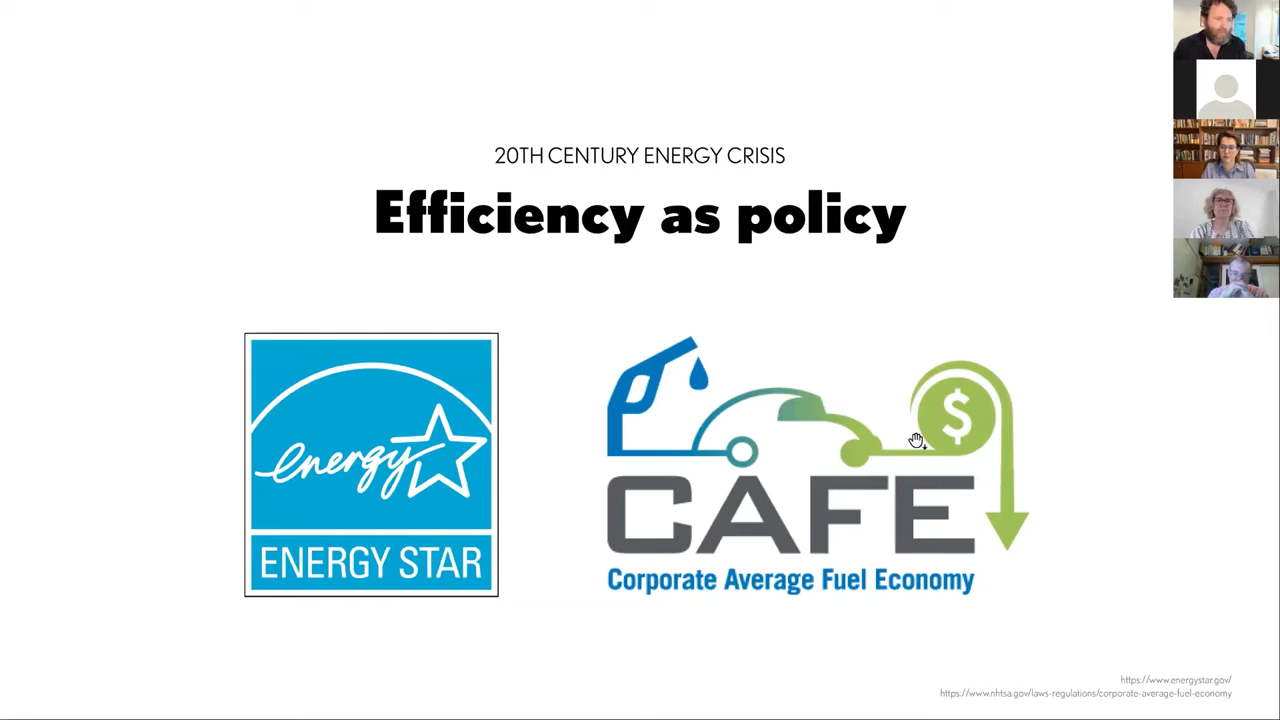 20TH CENTURY ENERGY CRISIS
Efficiency as policy
energy
ENERGY STAR
$
CAFE
Corporate Average Fuel Economy
https://www.energystar.gov/
https://www.nhtsa.gov/laws-regulations/corporate-average-fuel-economy